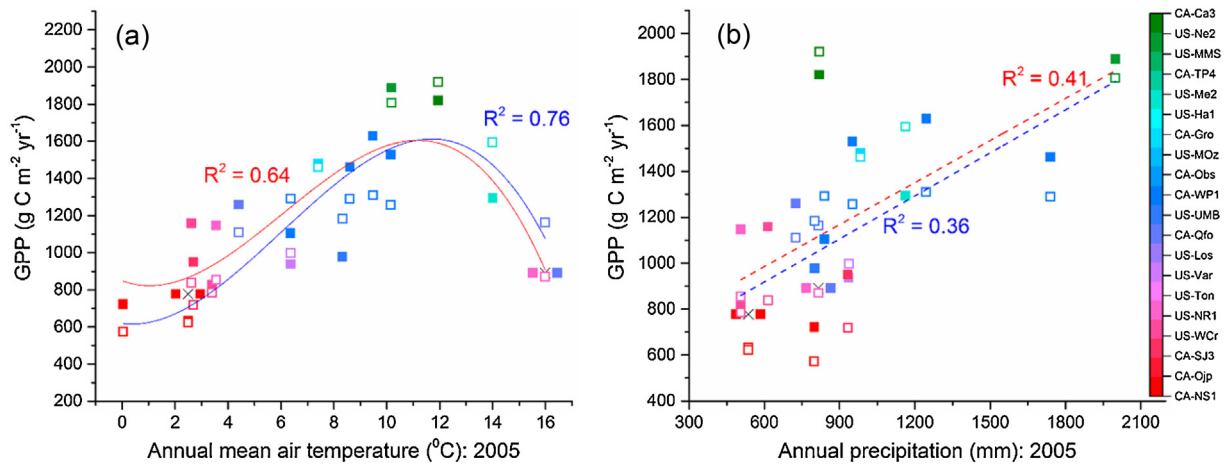 (a)
R² = 0.64
R² = 0.76
GPP (g C m⁻² yr⁻¹)
2200
2000
1800
1600
1400
1200
1000
800
600
400
200
0
2
4
6
8
10
12
14
16
Annual mean air temperature (⁰C): 2005
(b)
R² = 0.41
R² = 0.36
GPP (g C m⁻² yr⁻¹)
2000
1800
1600
1400
1200
1000
800
600
400
300
600
900
1200
1500
1800
2100
Annual precipitation (mm): 2005
CA-Ca3
US-Ne2
US-MMS
CA-TP4
US-Me2
US-Ha1
CA-Gro
US-MOz
CA-Obs
CA-WP1
US-UMB
CA-Qfo
US-Los
US-Var
US-Ton
US-NR1
US-WCr
CA-SJ3
CA-Ojp
CA-NS1